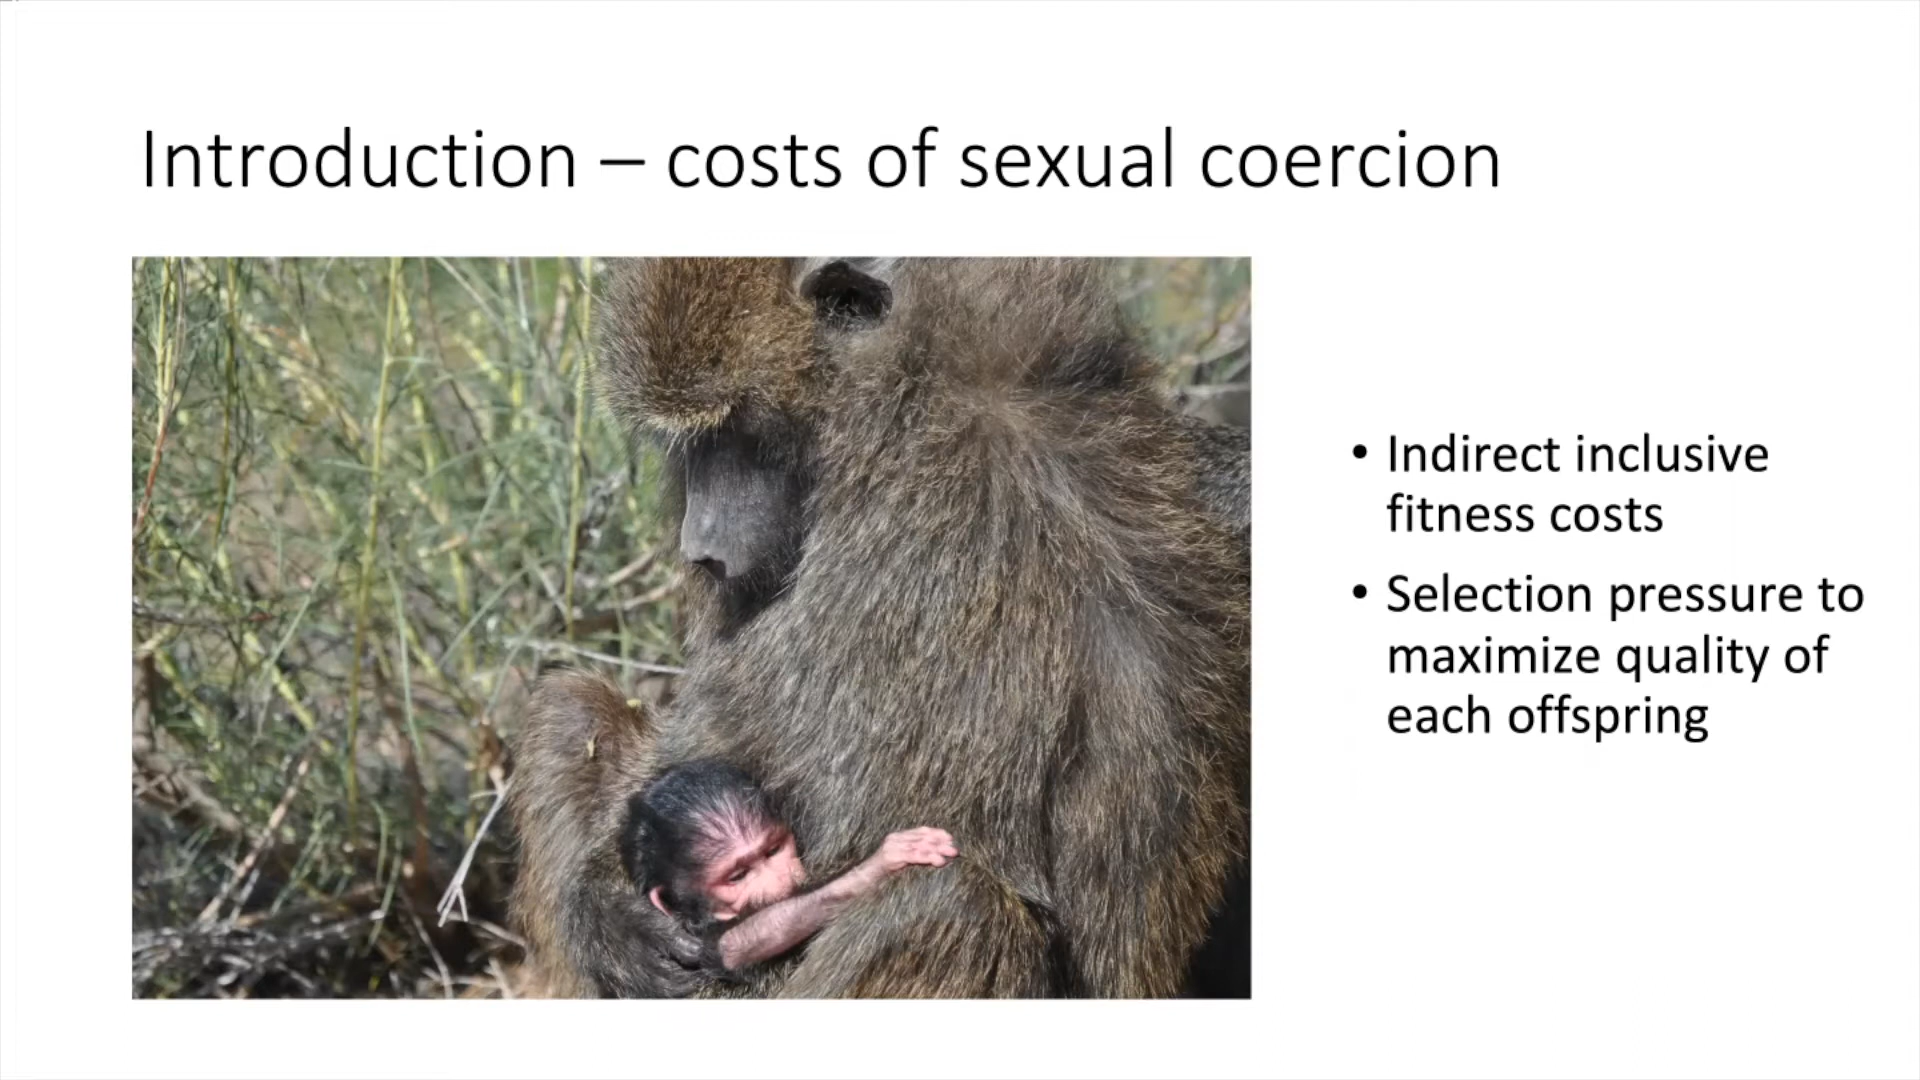 Introduction – costs of sexual coercion
• Indirect inclusive
fitness costs
• Selection pressure to
maximize quality of
each offspring